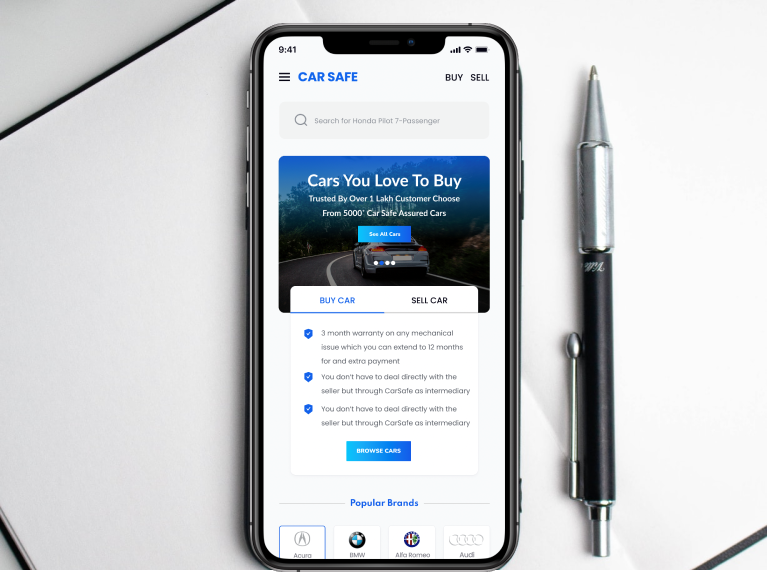 9:41
CAR SAFE
BUY SELL
Search for Honda Pilot 7-Passenger
Cars You Love To Buy
Trusted By Over 1 Lakh Customer Choose
From 5000+ Car Safe Assured Cars
See All Cars
BUY CAR
SELL CAR
3 month warranty on any mechanical
issue which you can extend to 12 months
for and extra payment
You don't have to deal directly with the
seller but through CarSafe as intermediary
You don't have to deal directly with the
seller but through CarSafe as intermediary
BROWSE CARS
Popular Brands
Acura
BMW
Alfa Romeo
Audi